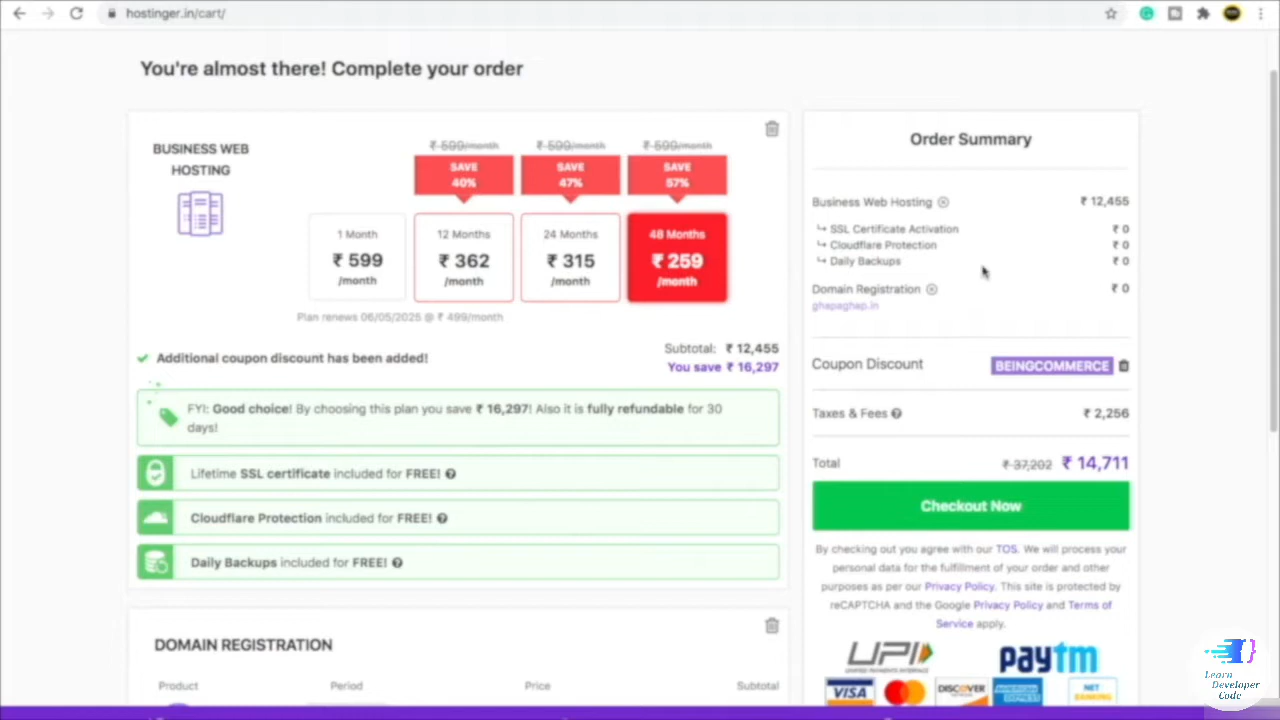 hostinger.in/cart/
You're almost there! Complete your order
BUSINESS WEB
HOSTING
₹ 599/month
₹ 599/month
₹ 599/month
SAVE
40%
SAVE
47%
SAVE
57%
1 Month
₹ 599
/month
12 Months
₹ 362
/month
24 Months
₹ 315
/month
48 Months
₹ 259
/month
Plan renews 06/05/2025 @ ₹ 499/month
Additional coupon discount has been added!
Subtotal: ₹ 12,455
You save ₹ 16,297
FYI: Good choice! By choosing this plan you save ₹ 16,297! Also it is fully refundable for 30
days!
Lifetime SSL certificate included for FREE!
Cloudflare Protection included for FREE!
Daily Backups included for FREE!
DOMAIN REGISTRATION
Product Period Price Subtotal
Order Summary
Business Web Hosting ₹ 12,455
SSL Certificate Activation ₹ 0
Cloudflare Protection ₹ 0
Daily Backups ₹ 0
Domain Registration ₹ 0
ghapaghap.in
Coupon Discount BEINGCOMMERCE
Taxes & Fees ₹ 2,256
Total ₹ 37,202 ₹ 14,711
Checkout Now
By checking out you agree with our TOS. We will process your
personal data for the fulfillment of your order and other
purposes as per our Privacy Policy. This site is protected by
reCAPTCHA and the Google Privacy Policy and Terms of
Service apply.
UPI
UNIFIED PAYMENTS INTERFACE
paytm
VISA
MasterCard
DISCOVER
AMERICAN EXPRESS
NET
BANKING
Learn
Developer
Code